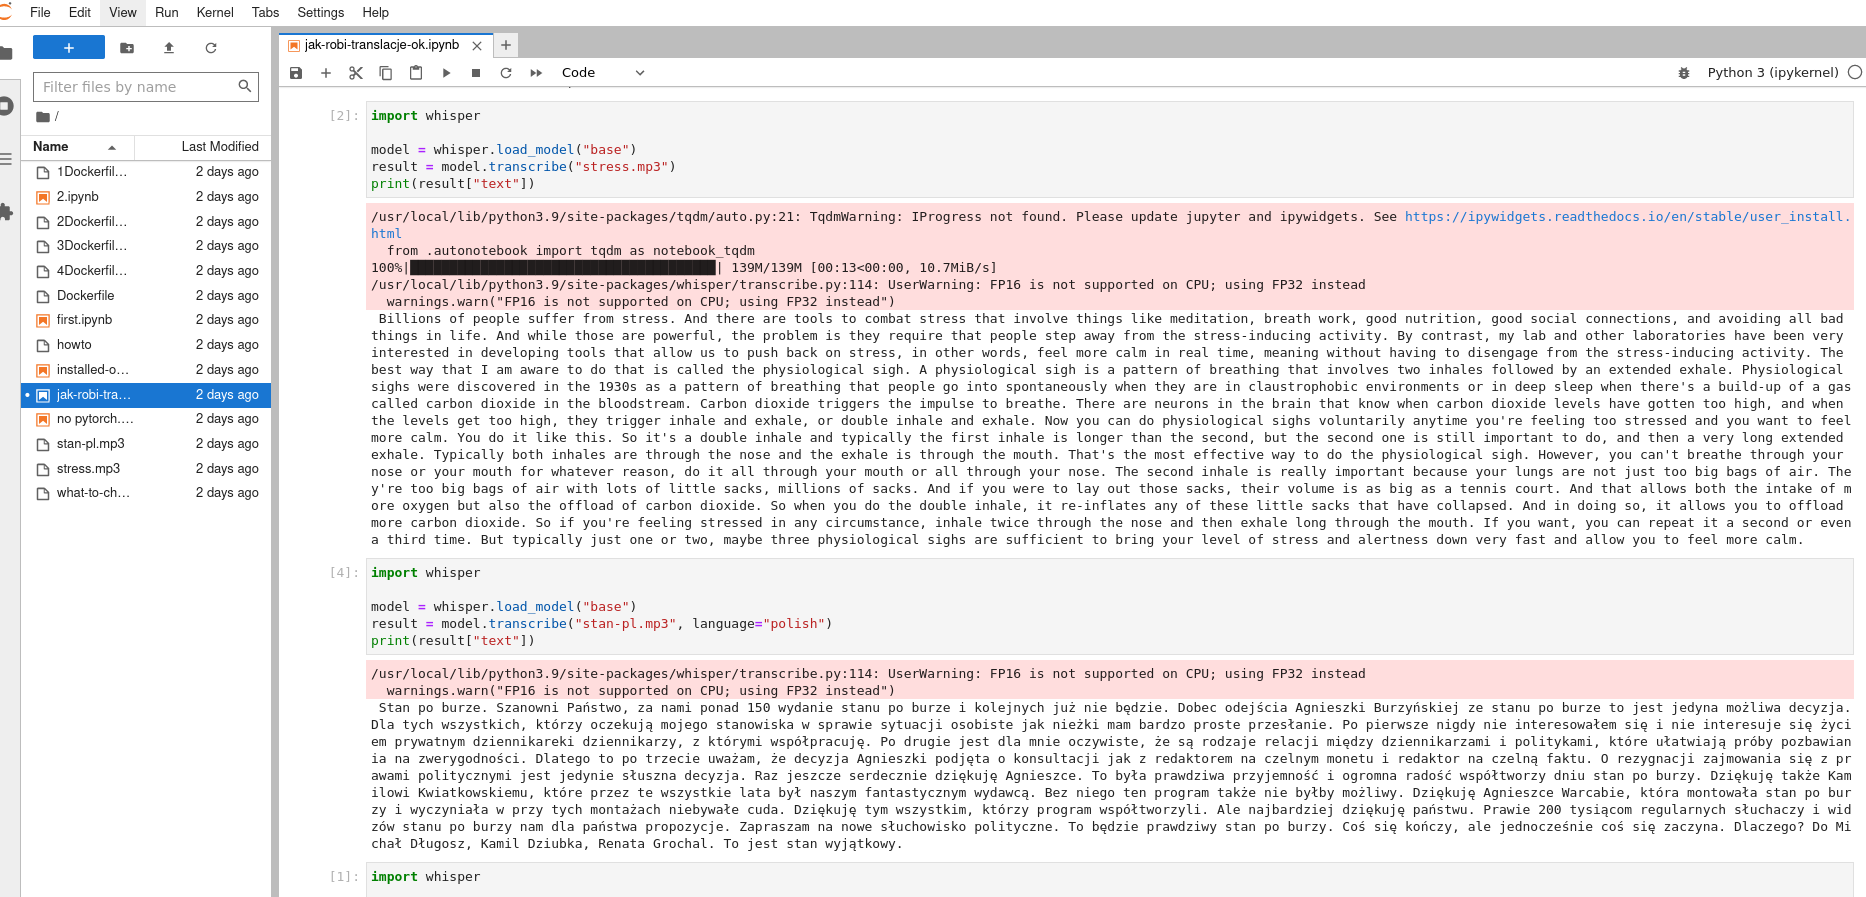 File Edit View Run Kernel Tabs Settings Help
jak-robi-translacje-ok.ipynb
Filter files by name
Code
Python 3 (ipykernel)
/
Name Last Modified
1Dockerfil… 2 days ago
2.ipynb 2 days ago
2Dockerfil… 2 days ago
3Dockerfil… 2 days ago
4Dockerfil… 2 days ago
Dockerfile 2 days ago
first.ipynb 2 days ago
howto 2 days ago
installed-o… 2 days ago
jak-robi-tra… 2 days ago
no pytorch.… 2 days ago
stan-pl.mp3 2 days ago
stress.mp3 2 days ago
what-to-ch… 2 days ago
[2]: import whisper
model = whisper.load_model("base")
result = model.transcribe("stress.mp3")
print(result["text"])
/usr/local/lib/python3.9/site-packages/tqdm/auto.py:21: TqdmWarning: IProgress not found. Please update jupyter and ipywidgets. See https://ipywidgets.readthedocs.io/en/stable/user_install.
html
from .autonotebook import tqdm as notebook_tqdm
100%|███████████████████████████████████████| 139M/139M [00:13<00:00, 10.7MiB/s]
/usr/local/lib/python3.9/site-packages/whisper/transcribe.py:114: UserWarning: FP16 is not supported on CPU; using FP32 instead
warnings.warn("FP16 is not supported on CPU; using FP32 instead")
Billions of people suffer from stress. And there are tools to combat stress that involve things like meditation, breath work, good nutrition, good social connections, and avoiding all bad
things in life. And while those are powerful, the problem is they require that people step away from the stress-inducing activity. By contrast, my lab and other laboratories have been very
interested in developing tools that allow us to push back on stress, in other words, feel more calm in real time, meaning without having to disengage from the stress-inducing activity. The
best way that I am aware to do that is called the physiological sigh. A physiological sigh is a pattern of breathing that involves two inhales followed by an extended exhale. Physiological
sighs were discovered in the 1930s as a pattern of breathing that people go into spontaneously when they are in claustrophobic environments or in deep sleep when there's a build-up of a gas
called carbon dioxide in the bloodstream. Carbon dioxide triggers the impulse to breathe. There are neurons in the brain that know when carbon dioxide levels have gotten too high, and when
the levels get too high, they trigger inhale and exhale, or double inhale and exhale. Now you can do physiological sighs voluntarily anytime you're feeling too stressed and you want to feel
more calm. You do it like this. So it's a double inhale and typically the first inhale is longer than the second, but the second one is still important to do, and then a very long extended
exhale. Typically both inhales are through the nose and the exhale is through the mouth. That's the most effective way to do the physiological sigh. However, you can't breathe through your
nose or your mouth for whatever reason, do it all through your mouth or all through your nose. The second inhale is really important because your lungs are not just too big bags of air. The
y're too big bags of air with lots of little sacks, millions of sacks. And if you were to lay out those sacks, their volume is as big as a tennis court. And that allows both the intake of m
ore oxygen but also the offload of carbon dioxide. So when you do the double inhale, it re-inflates any of these little sacks that have collapsed. And in doing so, it allows you to offload
more carbon dioxide. So if you're feeling stressed in any circumstance, inhale twice through the nose and then exhale long through the mouth. If you want, you can repeat it a second or even
a third time. But typically just one or two, maybe three physiological sighs are sufficient to bring your level of stress and alertness down very fast and allow you to feel more calm.
[4]: import whisper
model = whisper.load_model("base")
result = model.transcribe("stan-pl.mp3", language="polish")
print(result["text"])
/usr/local/lib/python3.9/site-packages/whisper/transcribe.py:114: UserWarning: FP16 is not supported on CPU; using FP32 instead
warnings.warn("FP16 is not supported on CPU; using FP32 instead")
Stan po burze. Szanowni Państwo, za nami ponad 150 wydanie stanu po burze i kolejnych już nie będzie. Dobec odejścia Agnieszki Burzyńskiej ze stanu po burze to jest jedyna możliwa decyzja.
Dla tych wszystkich, którzy oczekują mojego stanowiska w sprawie sytuacji osobiste jak nieżki mam bardzo proste przesłanie. Po pierwsze nigdy nie interesowałem się i nie interesuje się życi
em prywatnym dziennikareki dziennikarzy, z którymi współpracuję. Po drugie jest dla mnie oczywiste, że są rodzaje relacji między dziennikarzami i politykami, które ułatwiają próby pozbawian
ia na zwerygodności. Dlatego to po trzecie uważam, że decyzja Agnieszki podjęta o konsultacji jak z redaktorem na czelnym monetu i redaktor na czelną faktu. O rezygnacji zajmowania się z pr
awami politycznymi jest jedynie słuszna decyzja. Raz jeszcze serdecznie dziękuję Agnieszce. To była prawdziwa przyjemność i ogromna radość współtworzy dniu stan po burzy. Dziękuję także Kam
ilowi Kwiatkowskiemu, które przez te wszystkie lata był naszym fantastycznym wydawcą. Bez niego ten program także nie byłby możliwy. Dziękuję Agnieszce Warcabie, która montowała stan po bur
zy i wyczyniała w przy tych montażach niebywałe cuda. Dziękuję tym wszystkim, którzy program współtworzyli. Ale najbardziej dziękuję państwu. Prawie 200 tysiącom regularnych słuchaczy i wid
zów stanu po burzy nam dla państwa propozycje. Zapraszam na nowe słuchowisko polityczne. To będzie prawdziwy stan po burzy. Coś się kończy, ale jednocześnie coś się zaczyna. Dlaczego? Do Mi
chał Długosz, Kamil Dziubka, Renata Grochal. To jest stan wyjątkowy.
[1]: import whisper